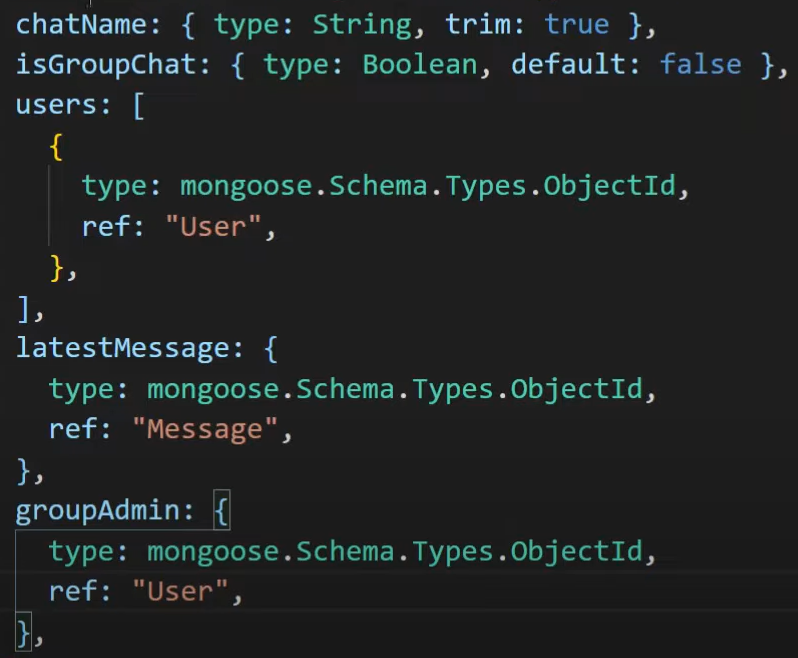 chatName: { type: String, trim: true },
isGroupChat: { type: Boolean, default: false },
users: [
  {
    type: mongoose.Schema.Types.ObjectId,
    ref: "User",
  },
],
latestMessage: {
  type: mongoose.Schema.Types.ObjectId,
  ref: "Message",
},
groupAdmin: {
  type: mongoose.Schema.Types.ObjectId,
  ref: "User",
},